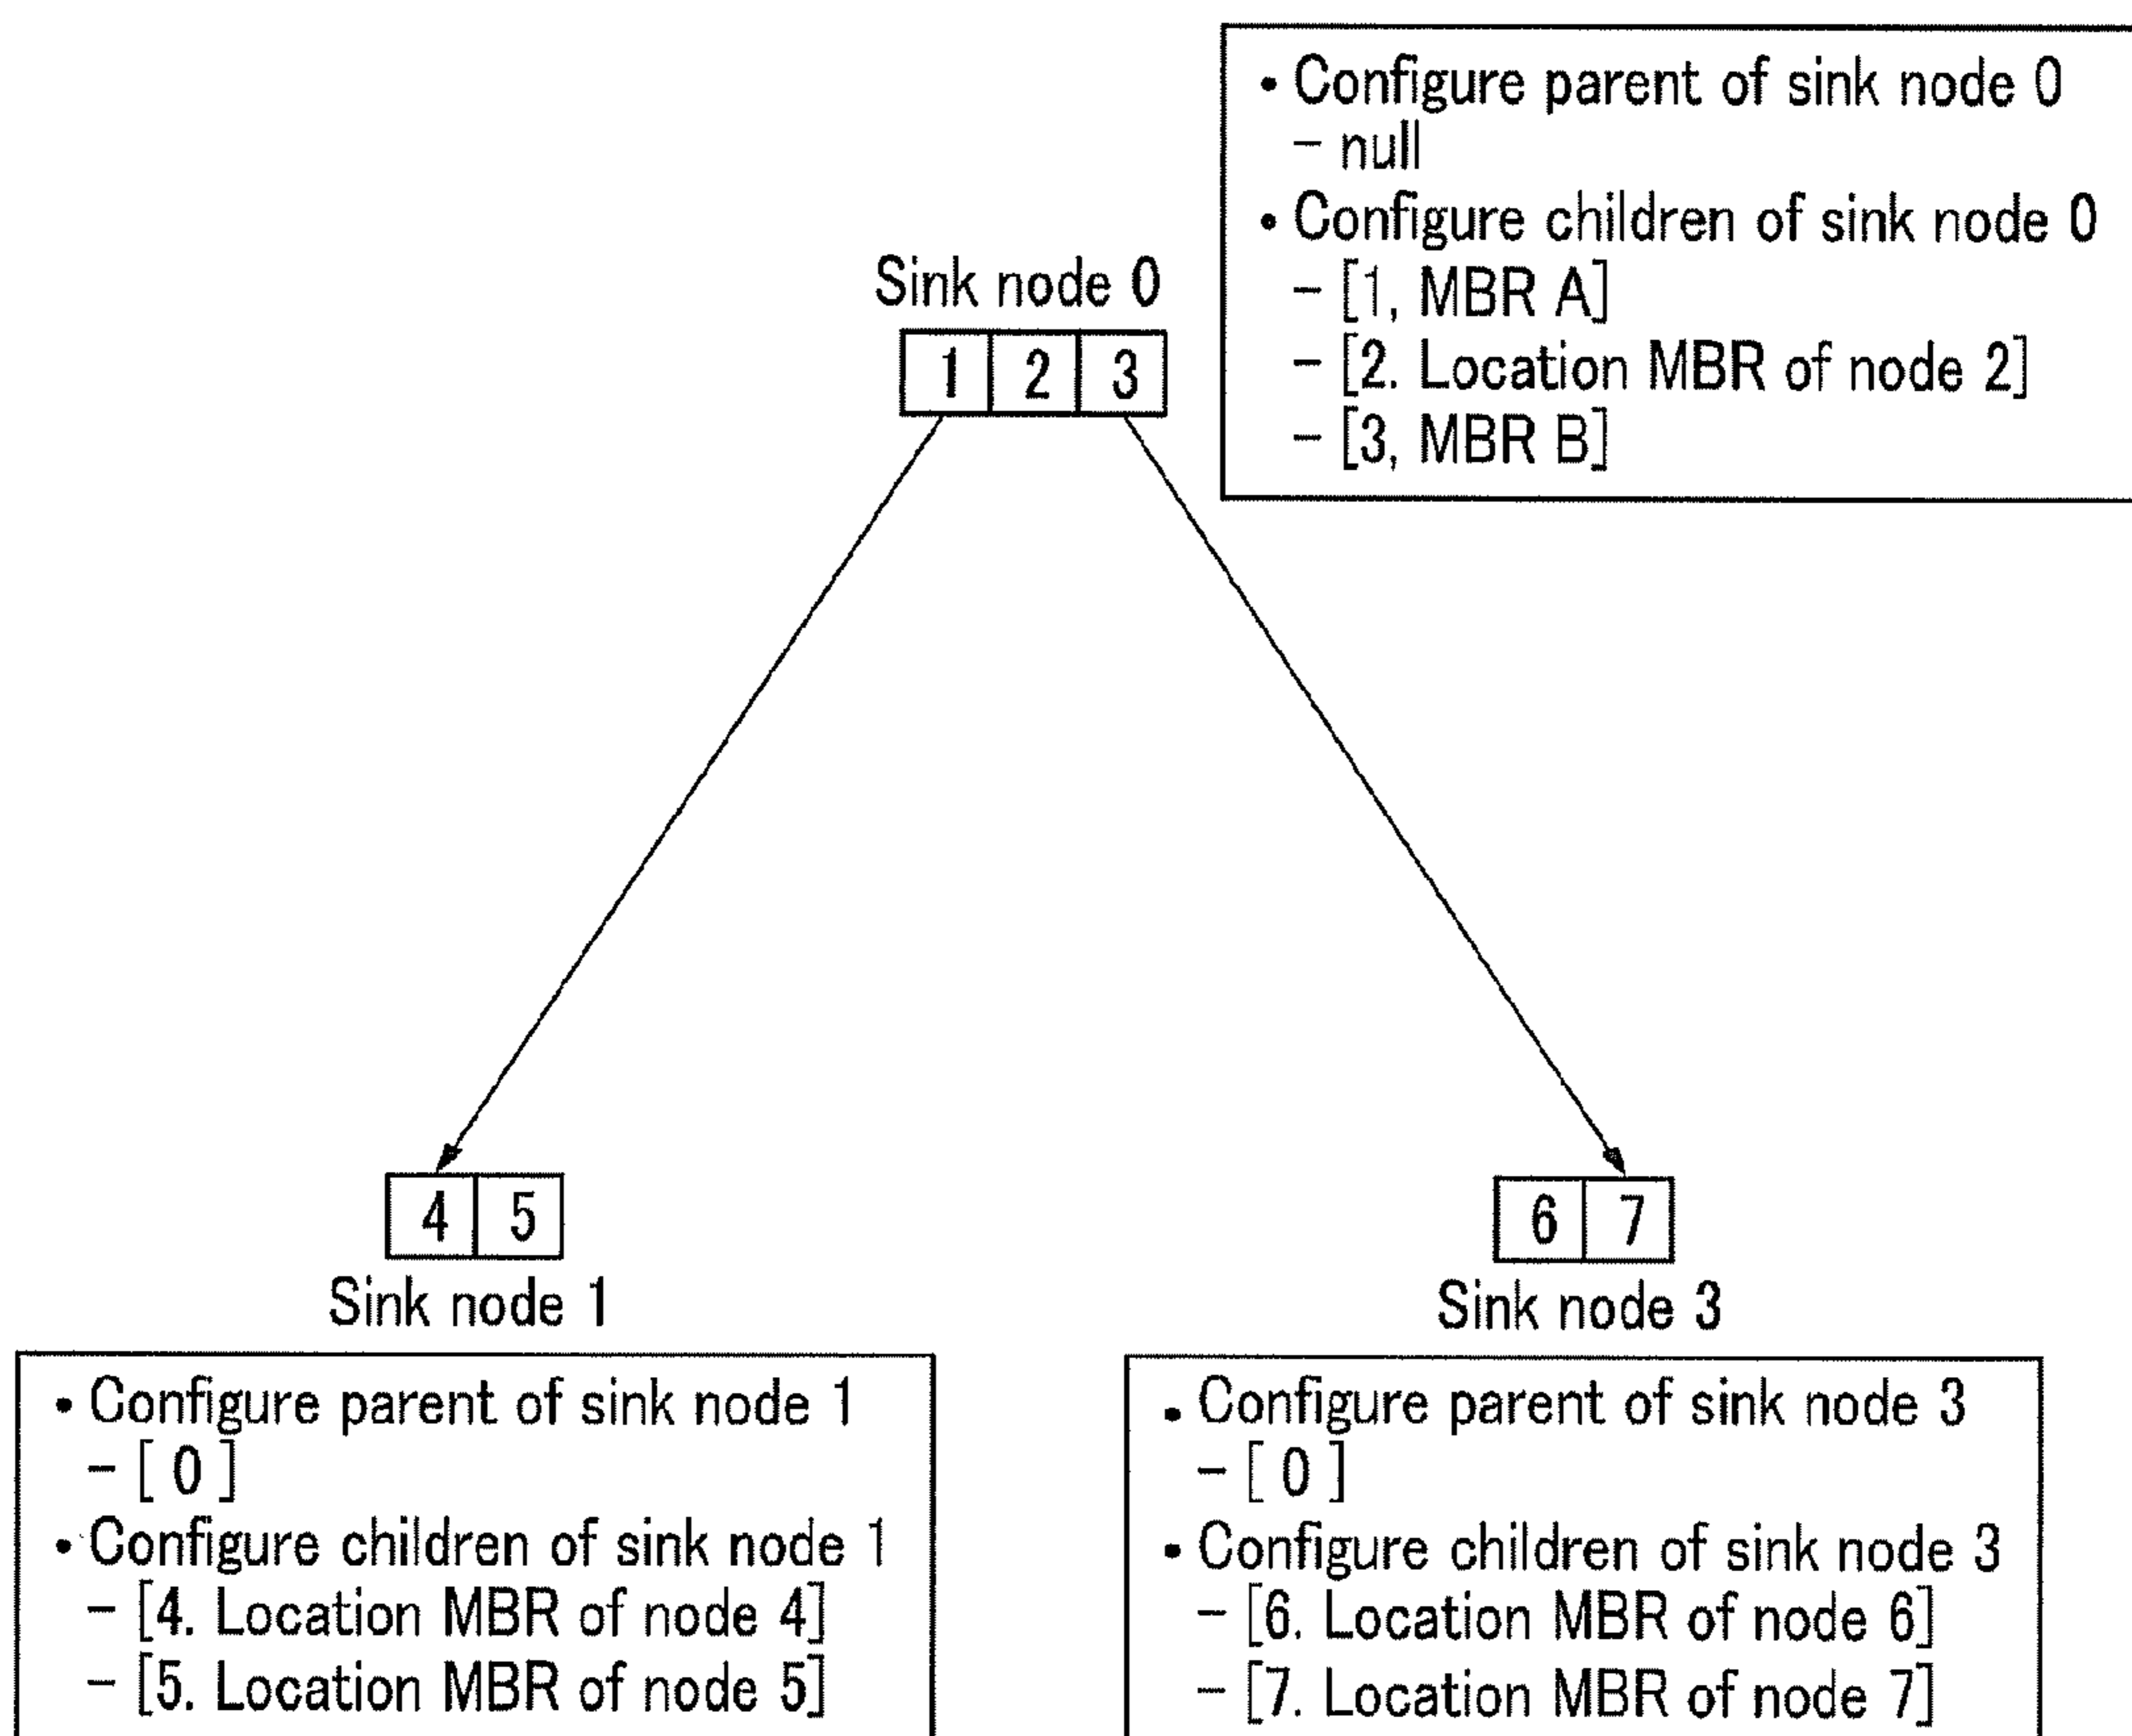 • Configure parent of sink node 0
– null
• Configure children of sink node 0
– [1, MBR A]
– [2. Location MBR of node 2]
– [3, MBR B]
Sink node 0
1 2 3
4 5
Sink node 1
6 7
Sink node 3
• Configure parent of sink node 1
– [ 0 ]
• Configure children of sink node 1
– [4. Location MBR of node 4]
– [5. Location MBR of node 5]
• Configure parent of sink node 3
– [ 0 ]
• Configure children of sink node 3
– [6. Location MBR of node 6]
– [7. Location MBR of node 7]